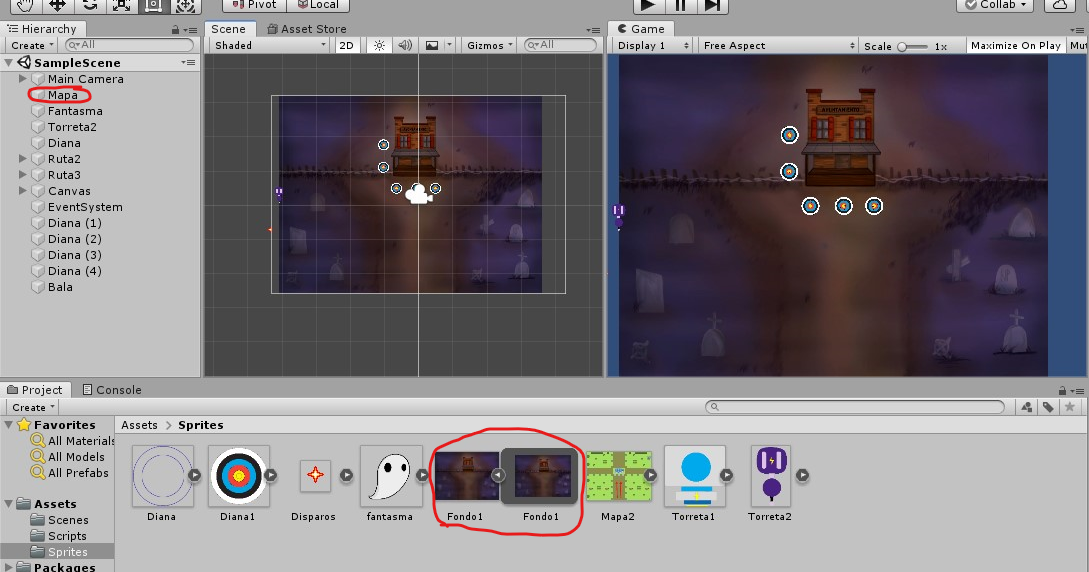 Pivot Local Collab
Hierarchy Scene Asset Store Game
Create All Shaded 2D Gizmos All Display 1 Free Aspect Scale 1x Maximize On Play Mut
SampleScene
Main Camera
Mapa
Fantasma
Torreta2
Diana
Ruta2
Ruta3
Canvas
EventSystem
Diana (1)
Diana (2)
Diana (3)
Diana (4)
Bala
Project Console
Create
Favorites
All Materials
All Models
All Prefabs
Assets
Scenes
Scripts
Sprites
Packages
Assets > Sprites
Diana Diana1 Disparos fantasma Fondo1 Fondo1 Mapa2 Torreta1 Torreta2